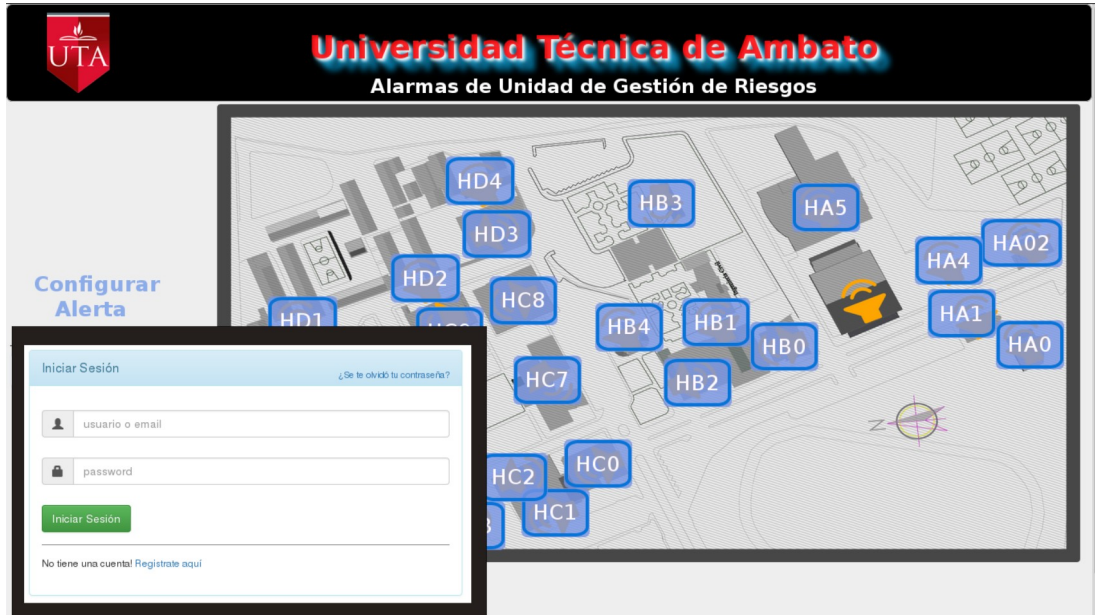 UTA
Universidad Técnica de Ambato
Alarmas de Unidad de Gestión de Riesgos
HD4
HB3
HA5
HD3
HA02
HA4
HD2
Configurar
Alerta
HC8
HD1
HB4
HB1
HA1
HB0
HA0
HC7
HB2
Iniciar Sesión
¿Se te olvidó tu contraseña?
usuario o email
password
HC2
HC0
HC1
Iniciar Sesión
No tiene una cuenta! Registrate aquí
N